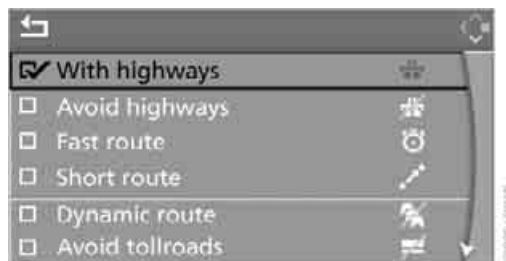 With highways
Avoid highways
Fast route
Short route
Dynamic route
Avoid tollroads